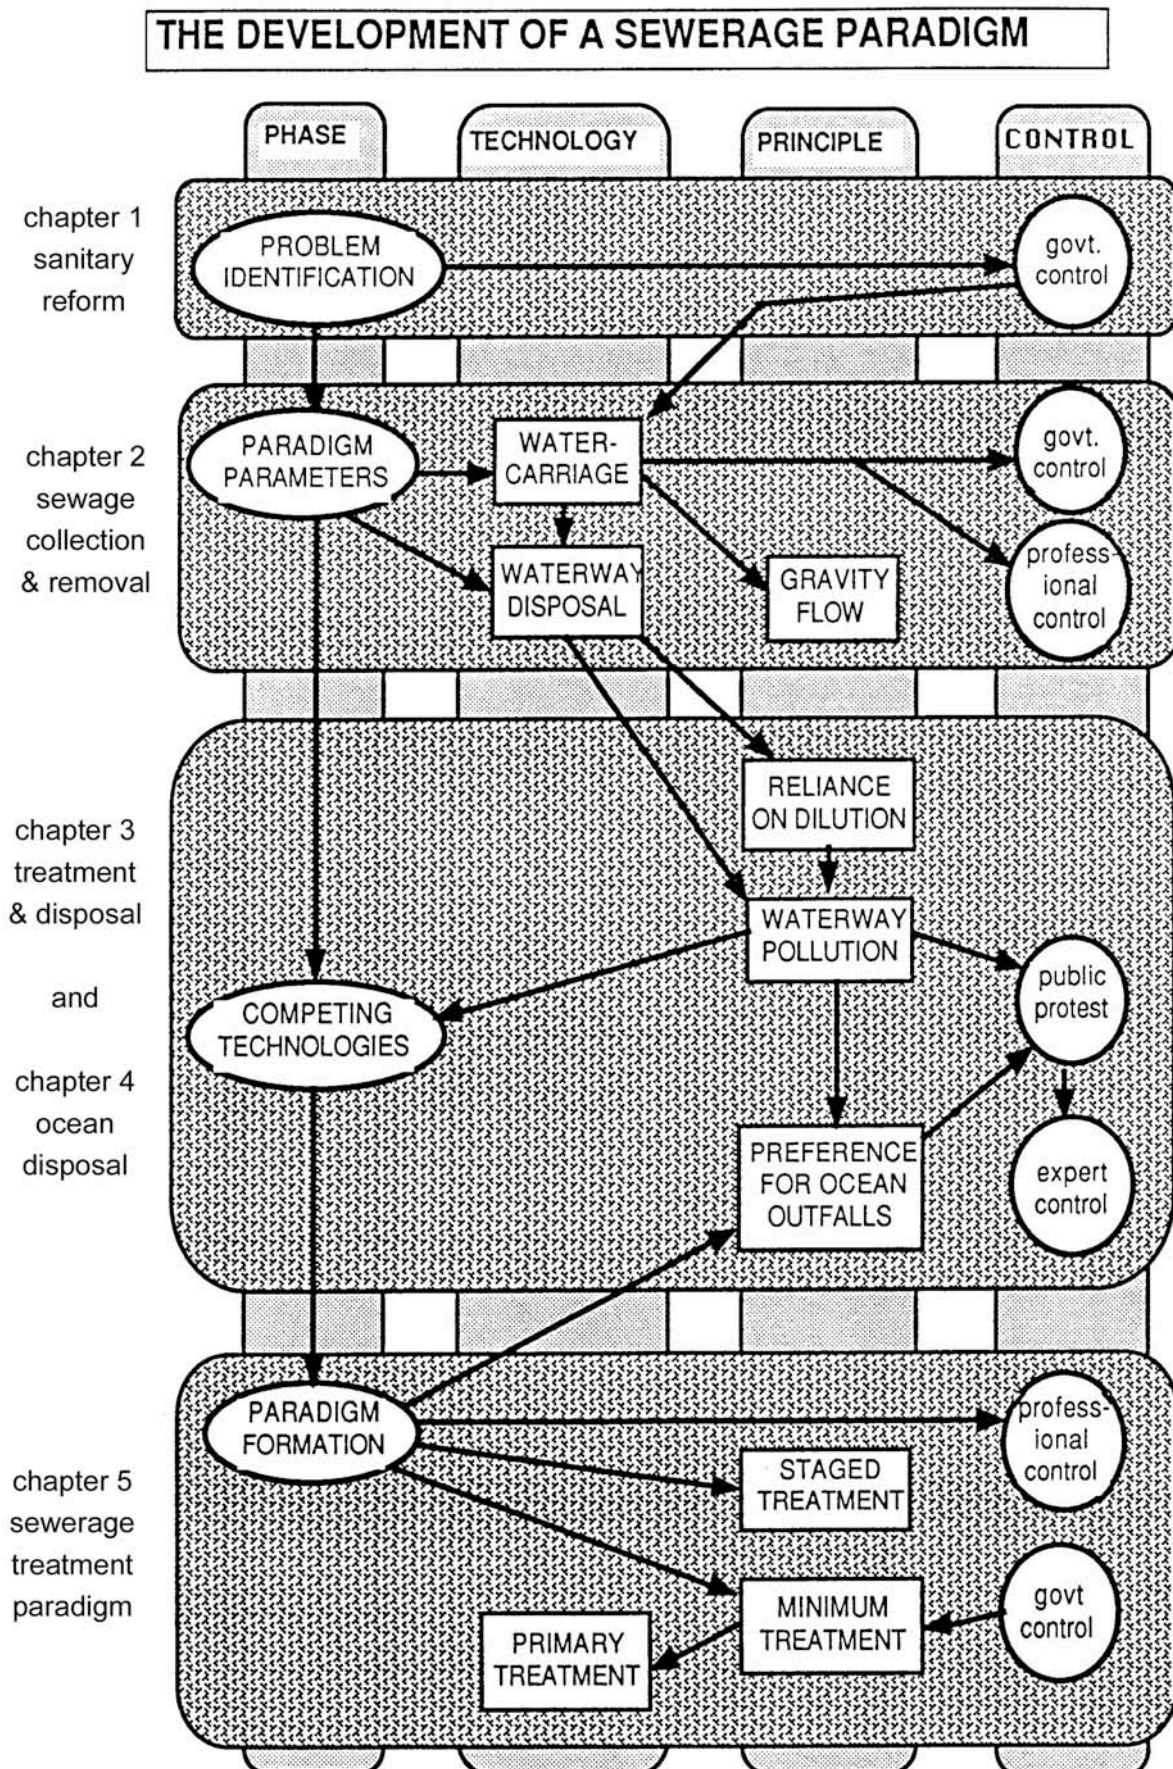 THE DEVELOPMENT OF A SEWERAGE PARADIGM
PHASE
TECHNOLOGY
PRINCIPLE
CONTROL
chapter 1
sanitary
reform
PROBLEM
IDENTIFICATION
govt.
control
chapter 2
sewage
collection
& removal
PARADIGM
PARAMETERS
WATER-
CARRIAGE
govt.
control
WATERWAY
DISPOSAL
GRAVITY
FLOW
profess-
ional
control
chapter 3
treatment
& disposal
and
chapter 4
ocean
disposal
RELIANCE
ON DILUTION
WATERWAY
POLLUTION
public
protest
COMPETING
TECHNOLOGIES
PREFERENCE
FOR OCEAN
OUTFALLS
expert
control
chapter 5
sewerage
treatment
paradigm
PARADIGM
FORMATION
profess-
ional
control
STAGED
TREATMENT
MINIMUM
TREATMENT
govt
control
PRIMARY
TREATMENT